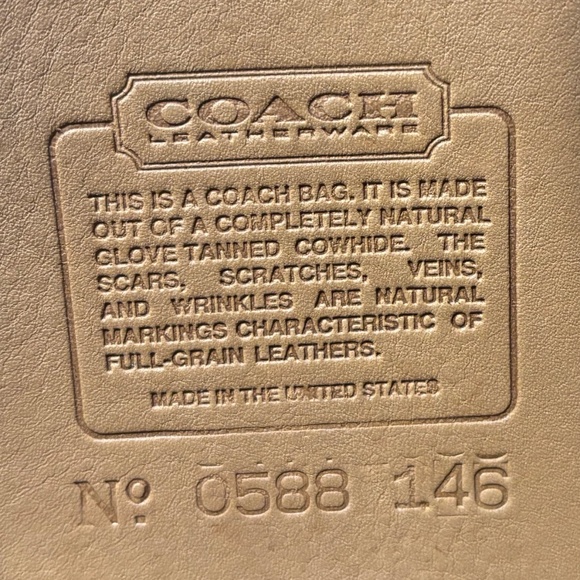 COACH
LEATHERWARE
THIS IS A COACH BAG. IT IS MADE
OUT OF A COMPLETELY NATURAL
GLOVE TANNED COWHIDE. THE
SCARS, SCRATCHES, VEINS,
AND WRINKLES ARE NATURAL
MARKINGS CHARACTERISTIC OF
FULL-GRAIN LEATHERS.
MADE IN THE UNITED STATES
Nº. 0588 146